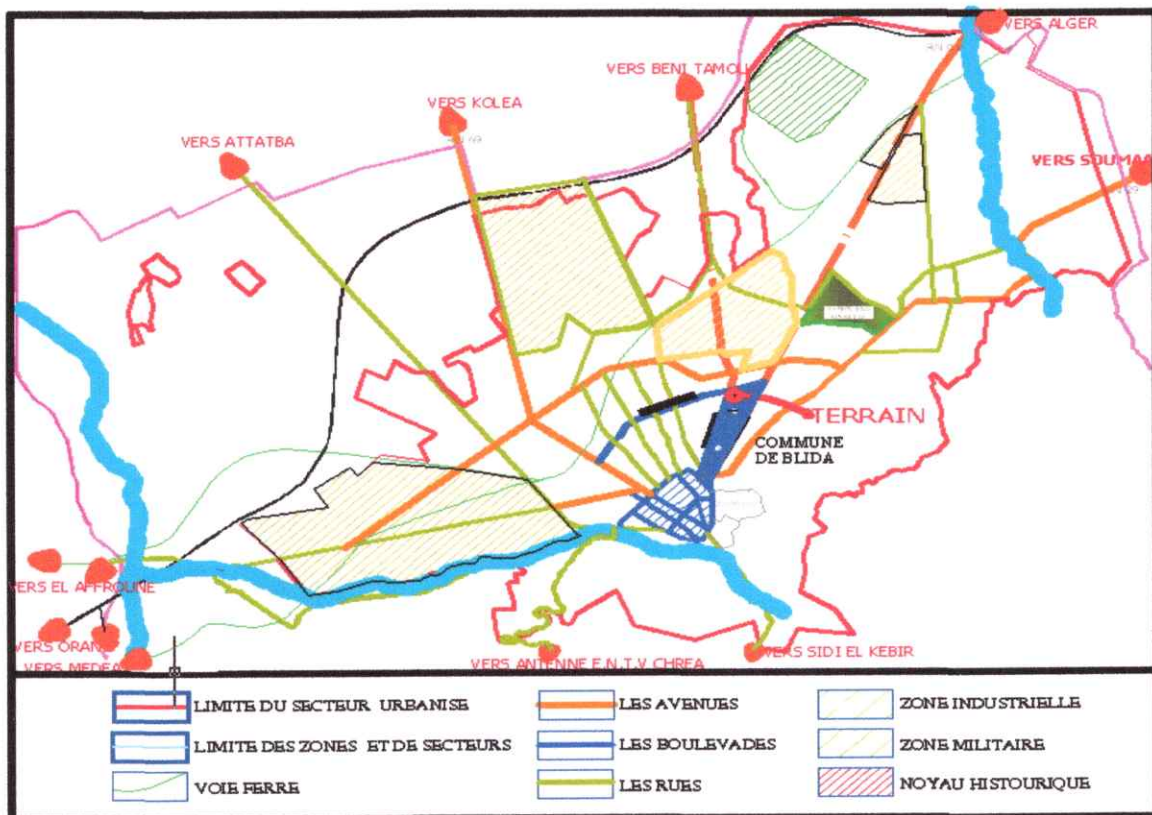 VERS ALGER
VERS BENI TAMOU
VERS KOLEA
VERS ATTATBA
VERS SOUMAA
TERRAIN
COMMUNE
DE BLIDA
VERS EL AFFROUNE
VERS ORAN
VERS MEDEA
VERS ANTENNE E.N.T.V CHREA
VERS SIDI EL KEBIR
LIMITE DU SECTEUR URBANISE
LES AVENUES
ZONE INDUSTRIELLE
LIMITE DES ZONES ET DE SECTEURS
LES BOULEVADES
ZONE MILITAIRE
VOIE FERRE
LES RUES
NOYAU HISTOURIQUE